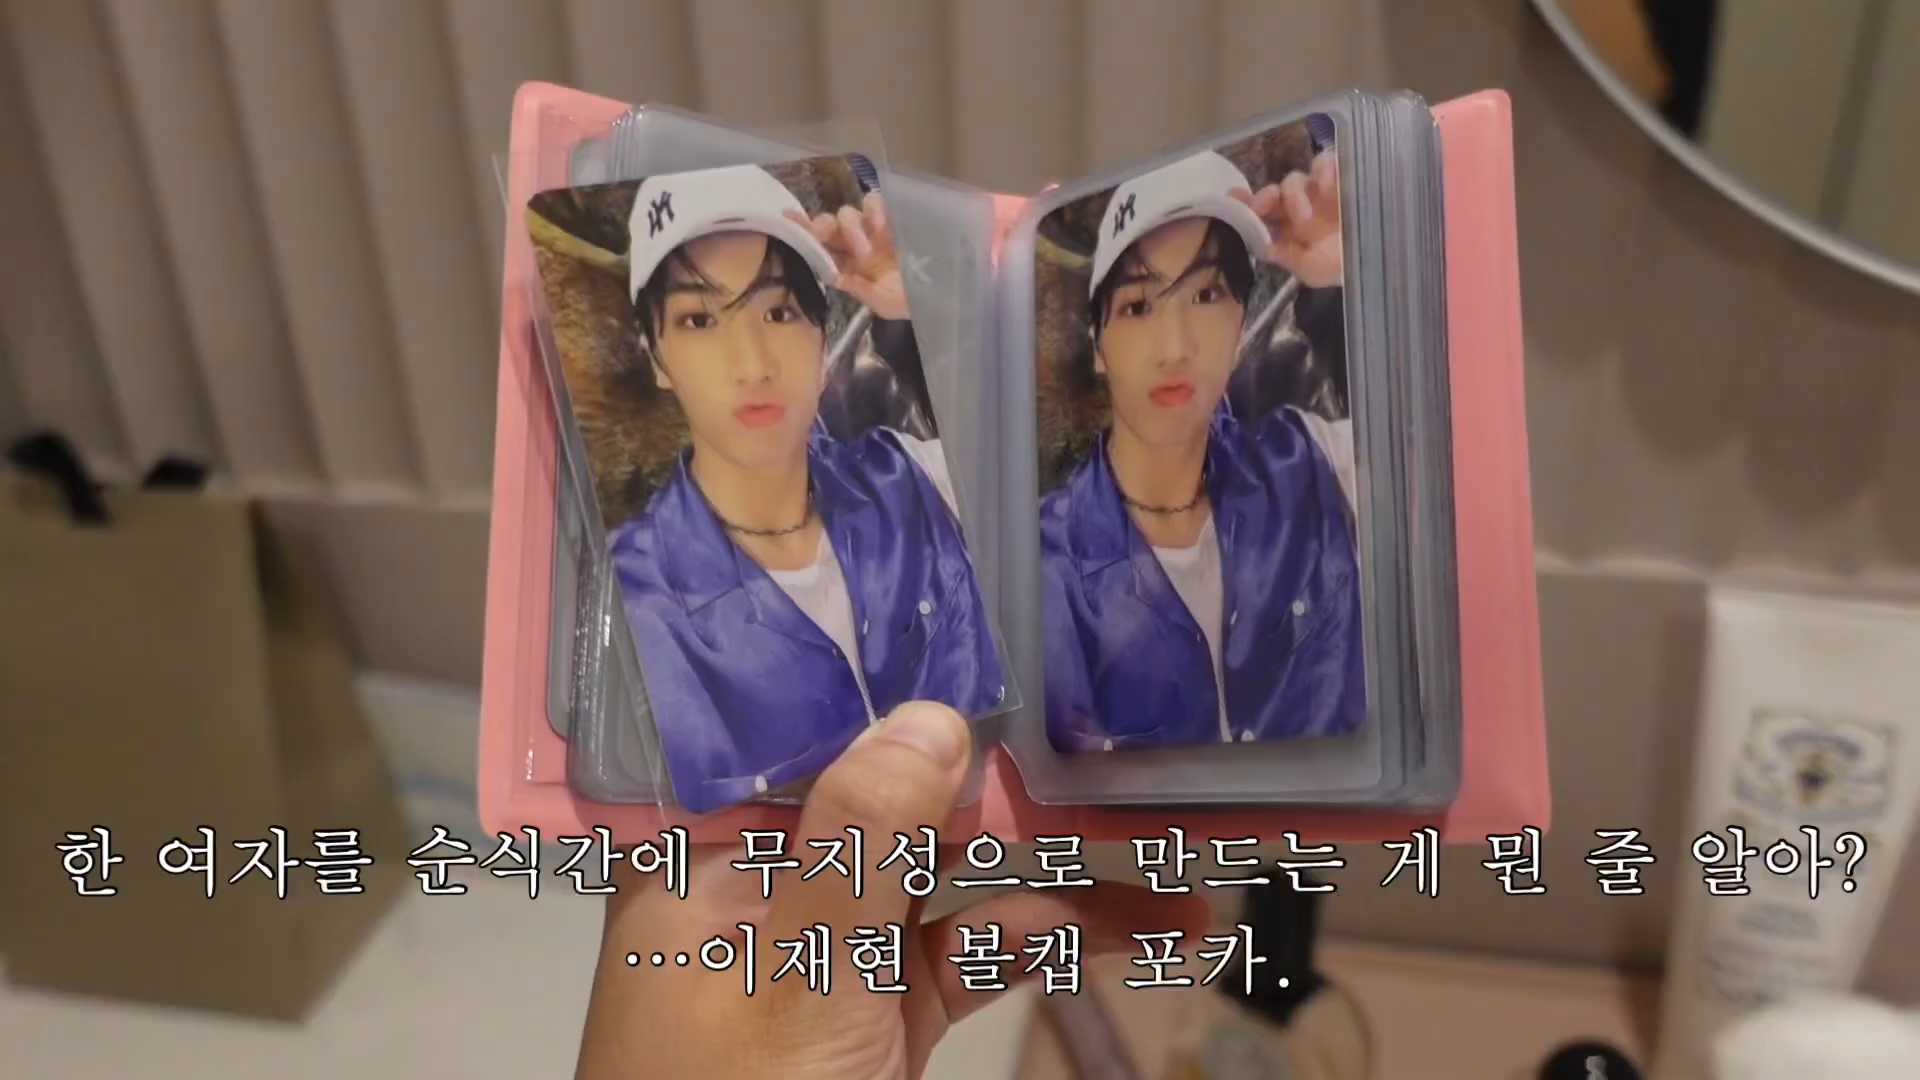 한 여자를 순식간에 무지성으로 만드는 게 뭔 줄 알아?
…이재현 볼캡 포카.